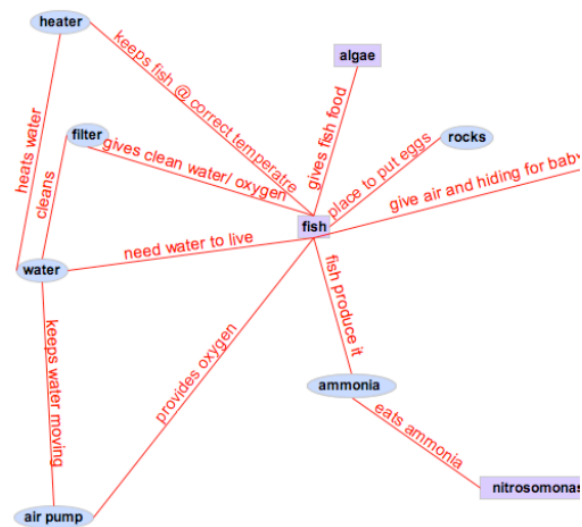 heater
algae
keeps fish @ correct temperatre
gives fish food
filter
rocks
heats water
cleans
gives clean water/ oxygen
place to put eggs
give air and hiding for baby
fish
need water to live
water
fish produce it
keeps water moving
provides oxygen
ammonia
eats ammonia
nitrosomonas
air pump